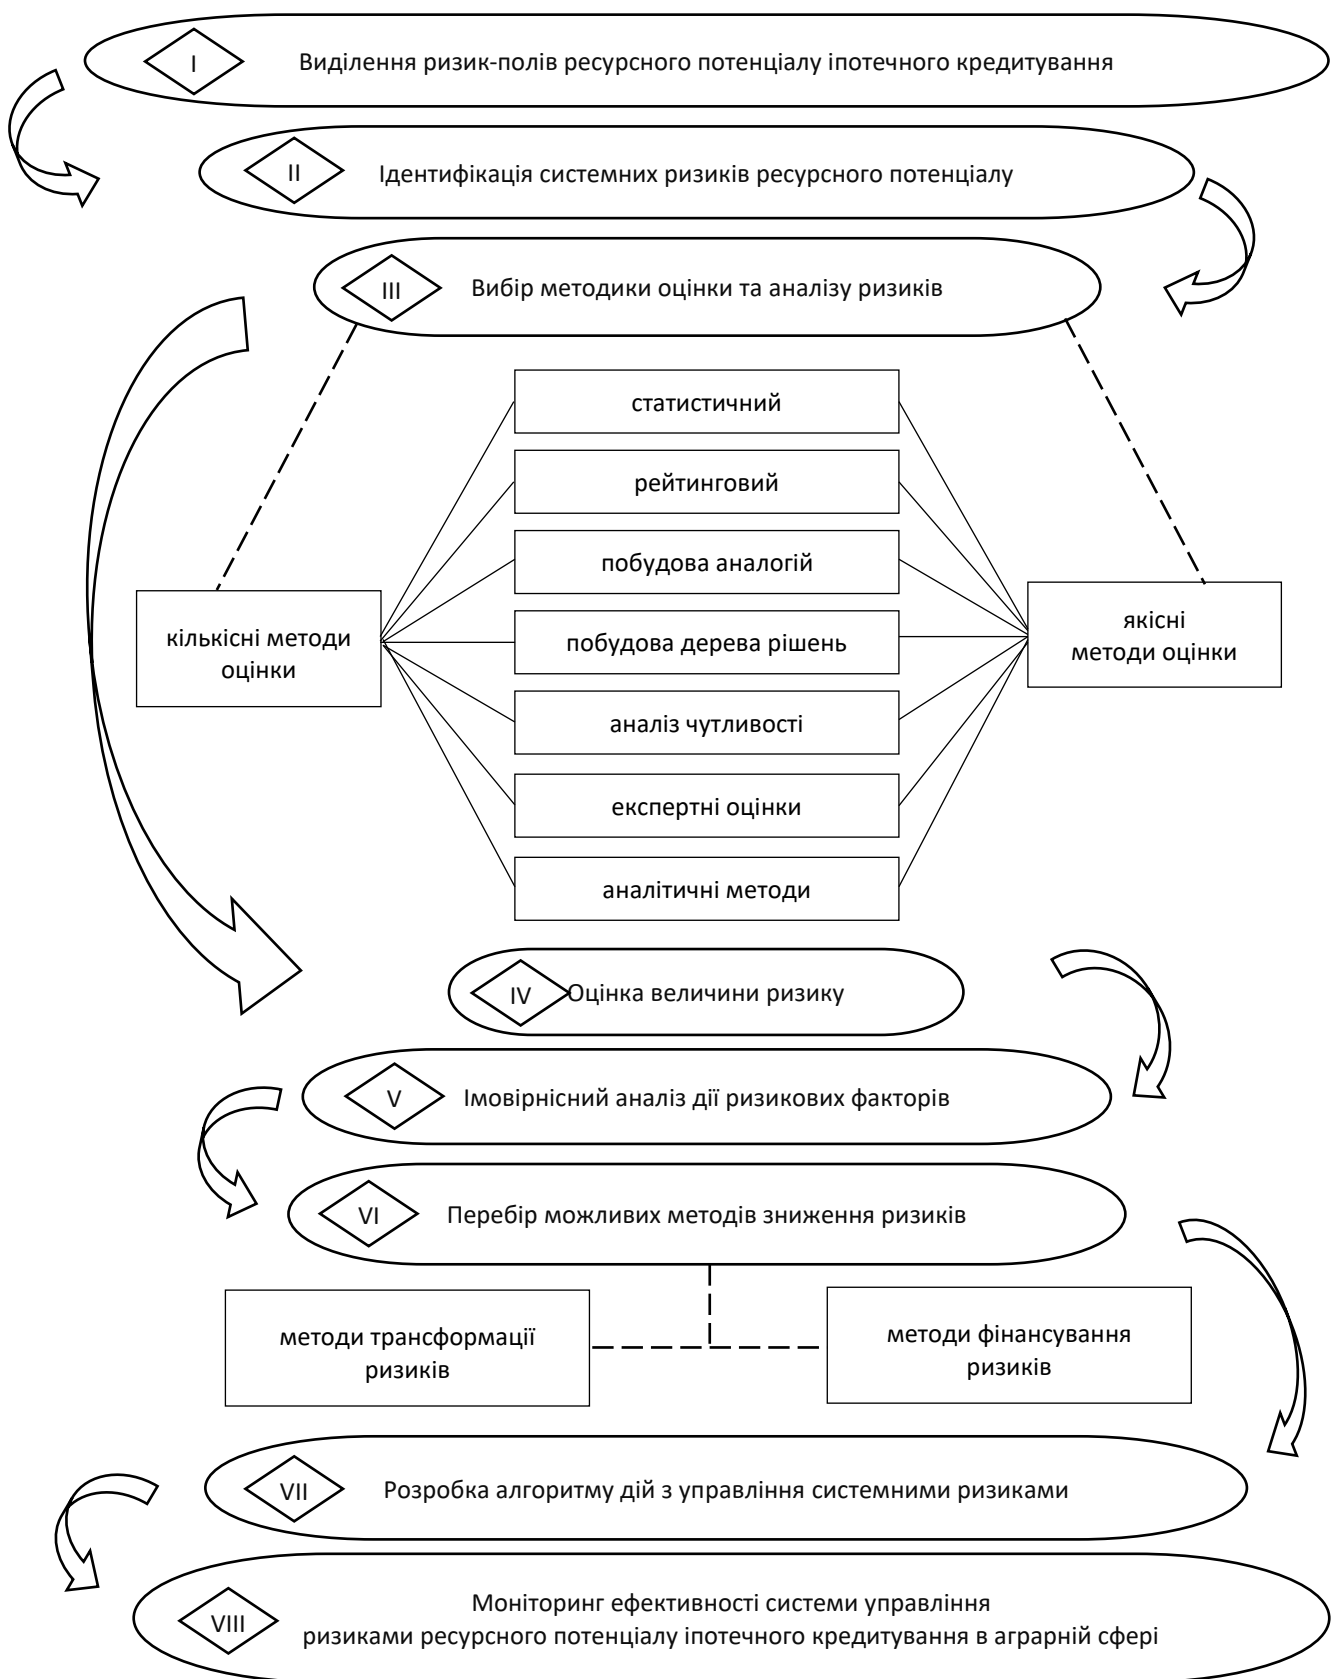 I
Виділення ризик-полів ресурсного потенціалу іпотечного кредитування
II
Ідентифікація системних ризиків ресурсного потенціалу
III
Вибір методики оцінки та аналізу ризиків
статистичний
рейтинговий
побудова аналогій
кількісні методи
оцінки
побудова дерева рішень
якісні
методи оцінки
аналіз чутливості
експертні оцінки
аналітичні методи
IV
Оцінка величини ризику
V
Імовірнісний аналіз дії ризикових факторів
VI
Перебір можливих методів зниження ризиків
методи трансформації
ризиків
методи фінансування
ризиків
VII
Розробка алгоритму дій з управління системними ризиками
VIII
Моніторинг ефективності системи управління
ризиками ресурсного потенціалу іпотечного кредитування в аграрній сфері